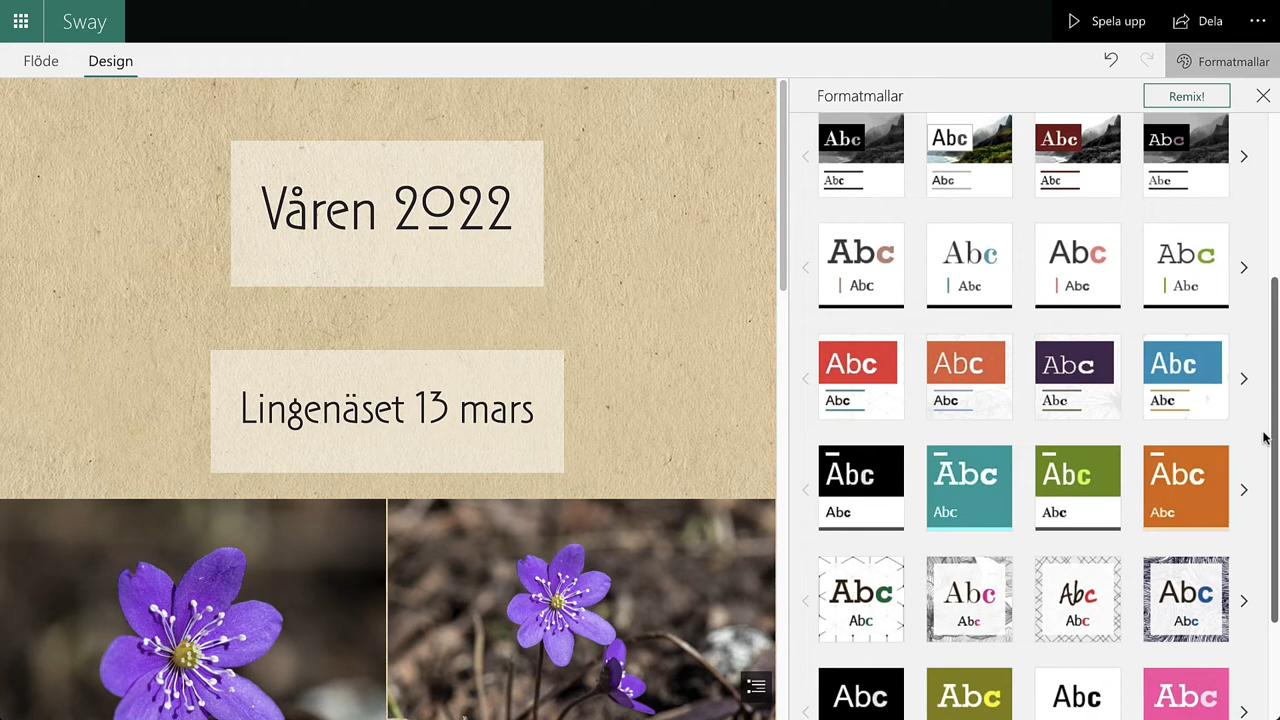 Sway
Spela upp
Dela
Flöde
Design
Formatmallar
Formatmallar
Remix!
Våren 2022
Lingenäset 13 mars
Abc Abc Abc Abc
Abc Abc Abc Abc
Abc Abc Abc Abc
Abc Abc Abc Abc
Abc Abc Abc Abc
Abc Abc Abc Abc
Abc Abc Abc Abc
Abc Abc Abc Abc
Abc Abc Abc Abc
Abc Abc Abc Abc
Abc Abc Abc Abc